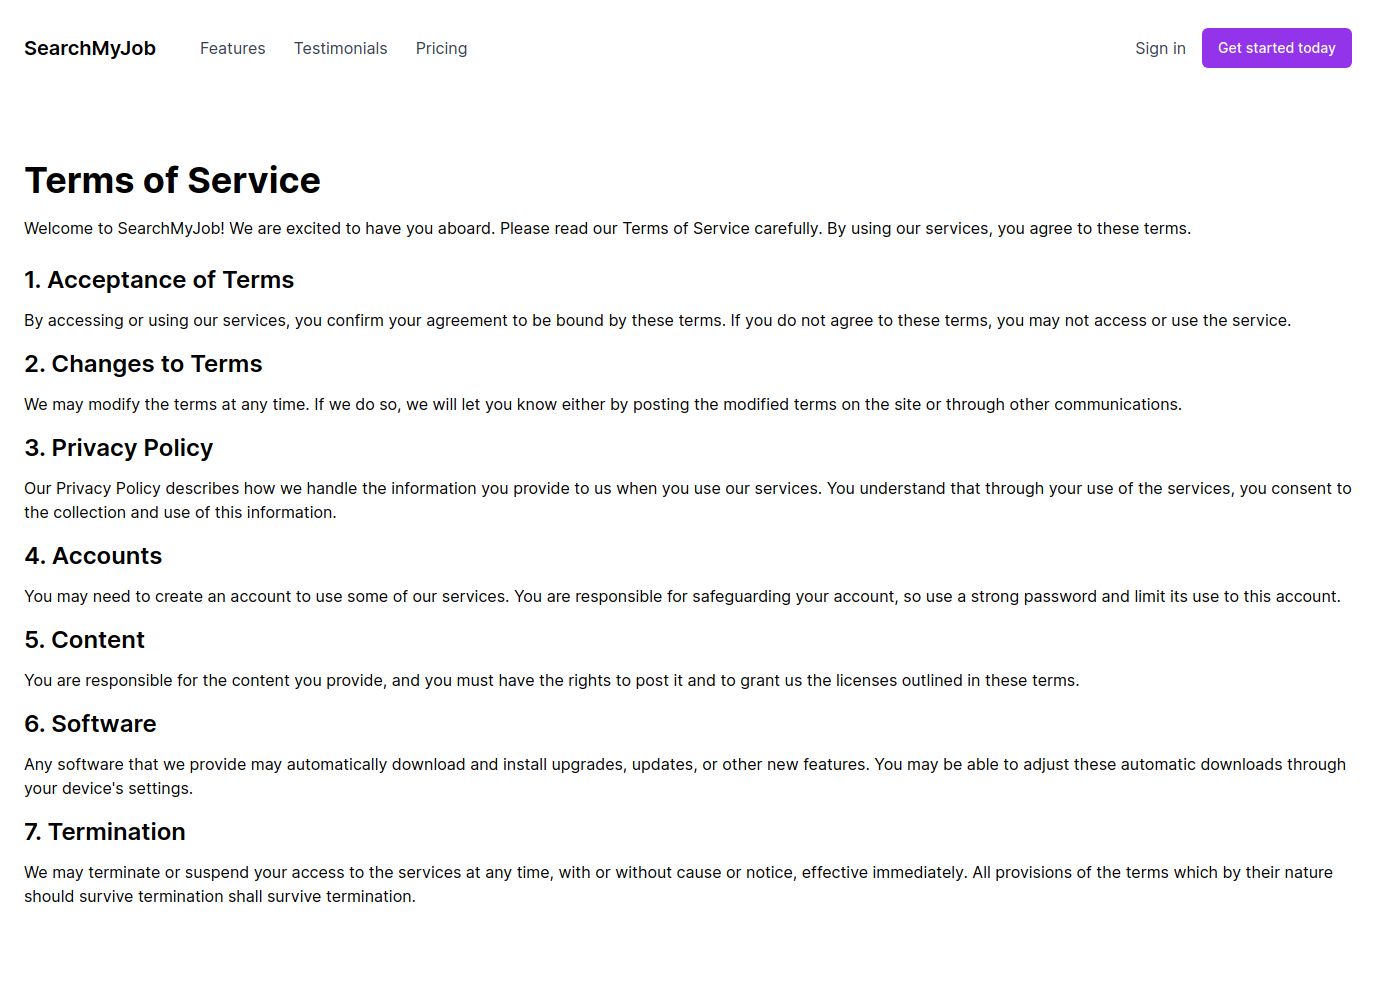 SearchMyJob Features Testimonials Pricing Sign in Get started today
Terms of Service
Welcome to SearchMyJob! We are excited to have you aboard. Please read our Terms of Service carefully. By using our services, you agree to these terms.
1. Acceptance of Terms
By accessing or using our services, you confirm your agreement to be bound by these terms. If you do not agree to these terms, you may not access or use the service.
2. Changes to Terms
We may modify the terms at any time. If we do so, we will let you know either by posting the modified terms on the site or through other communications.
3. Privacy Policy
Our Privacy Policy describes how we handle the information you provide to us when you use our services. You understand that through your use of the services, you consent to
the collection and use of this information.
4. Accounts
You may need to create an account to use some of our services. You are responsible for safeguarding your account, so use a strong password and limit its use to this account.
5. Content
You are responsible for the content you provide, and you must have the rights to post it and to grant us the licenses outlined in these terms.
6. Software
Any software that we provide may automatically download and install upgrades, updates, or other new features. You may be able to adjust these automatic downloads through
your device's settings.
7. Termination
We may terminate or suspend your access to the services at any time, with or without cause or notice, effective immediately. All provisions of the terms which by their nature
should survive termination shall survive termination.